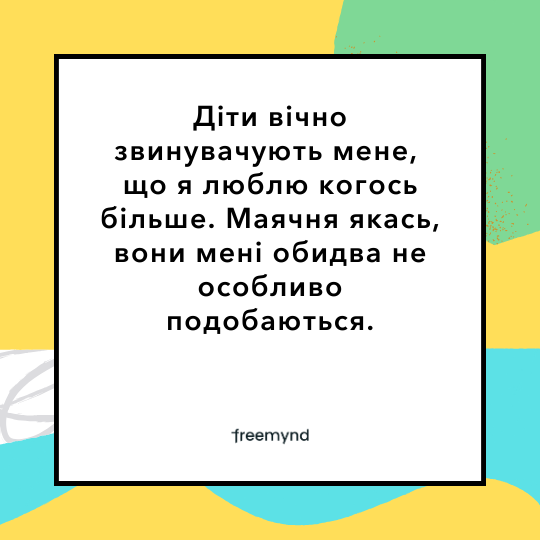 Діти вічно
звинувачують мене,
що я люблю когось
більше. Маячня якась,
вони мені обидва не
особливо
подобаються.
freemynd